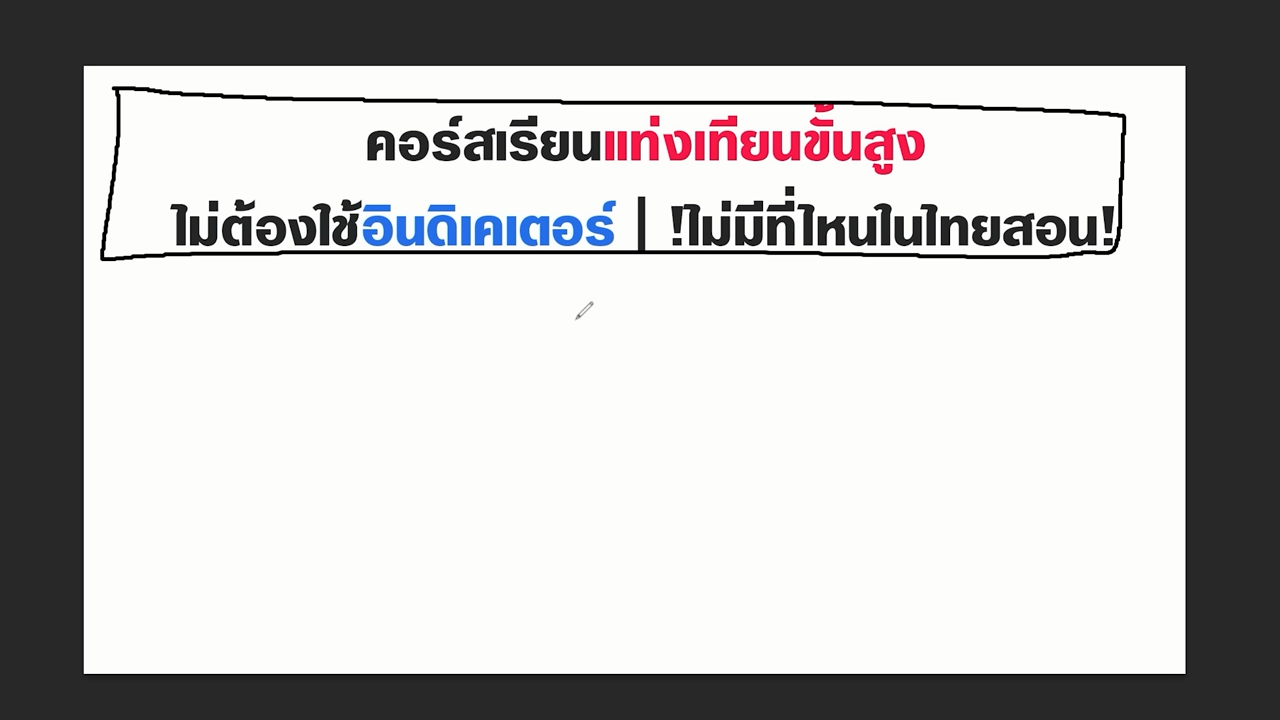 คอร์สเรียนแท่งเทียนขั้นสูง
ไม่ต้องใช้อินดิเคเตอร์ | !ไม่มีที่ไหนในไทยสอน!